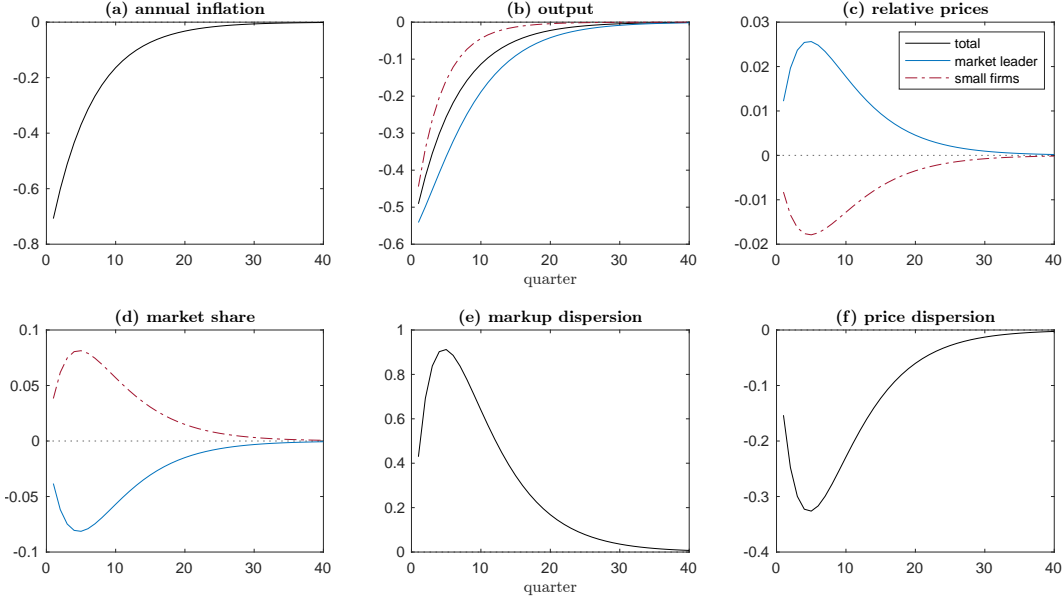 (a) annual inflation
0
-0.2
-0.4
-0.6
-0.8
0 10 20 30 40
(b) output
0
-0.1
-0.2
-0.3
-0.4
-0.5
-0.6
0 10 20 30 40
quarter
(c) relative prices
0.03
0.02
0.01
0
-0.01
-0.02
0 10 20 30 40
total
market leader
small firms
(d) market share
0.1
0.05
0
-0.05
-0.1
0 10 20 30 40
(e) markup dispersion
1
0.8
0.6
0.4
0.2
0
0 10 20 30 40
quarter
(f) price dispersion
0
-0.1
-0.2
-0.3
-0.4
0 10 20 30 40